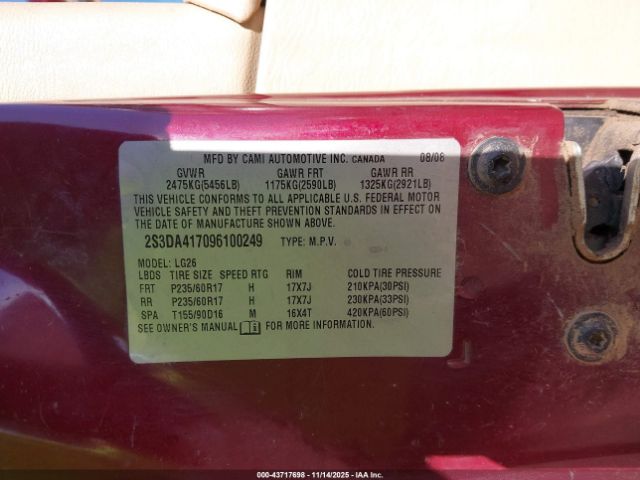 MFD BY CAMI AUTOMOTIVE INC. CANADA 08/08
GVWR GAWR FRT GAWR RR
2475KG(5456LB) 1175KG(2590LB) 1325KG(2921LB)
THIS VEHICLE CONFORMS TO ALL APPLICABLE U.S. FEDERAL MOTOR
VEHICLE SAFETY AND THEFT PREVENTION STANDARDS IN EFFECT ON
THE DATE OF MANUFACTURE SHOWN ABOVE.
2S3DA417096100249 TYPE: M.P.V.
MODEL: LG26
LBDS TIRE SIZE SPEED RTG RIM COLD TIRE PRESSURE
FRT P235/60R17 H 17X7J 210KPA(30PSI)
RR P235/60R17 H 17X7J 230KPA(33PSI)
SPA T155/90D16 M 16X4T 420KPA(60PSI)
SEE OWNER'S MANUAL FOR MORE INFORMATION.
000-43717698 - 11/14/2025 - IAA Inc.